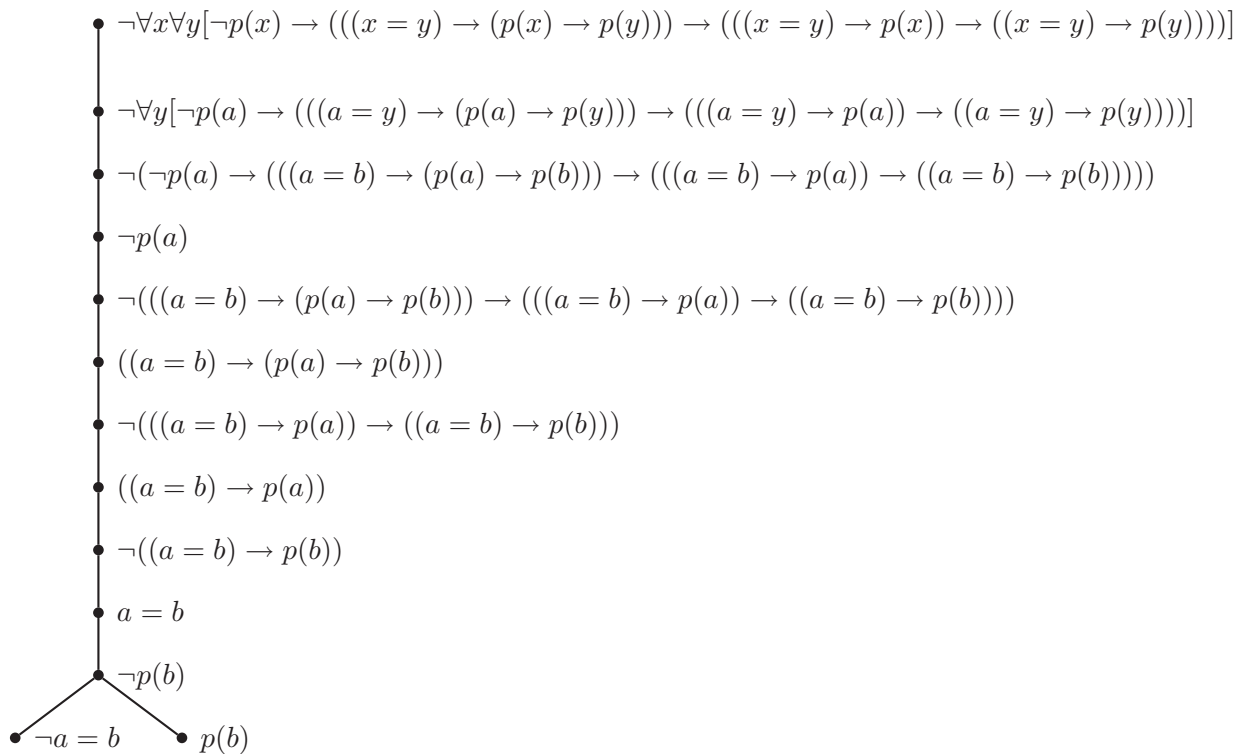 ¬∀x∀y[¬p(x) → (((x = y) → (p(x) → p(y))) → (((x = y) → p(x)) → ((x = y) → p(y))))]
¬∀y[¬p(a) → (((a = y) → (p(a) → p(y))) → (((a = y) → p(a)) → ((a = y) → p(y))))]
¬(¬p(a) → (((a = b) → (p(a) → p(b))) → (((a = b) → p(a)) → ((a = b) → p(b)))))
¬p(a)
¬(((a = b) → (p(a) → p(b))) → (((a = b) → p(a)) → ((a = b) → p(b))))
((a = b) → (p(a) → p(b)))
¬(((a = b) → p(a)) → ((a = b) → p(b)))
((a = b) → p(a))
¬((a = b) → p(b))
a = b
¬p(b)
¬a = b p(b)